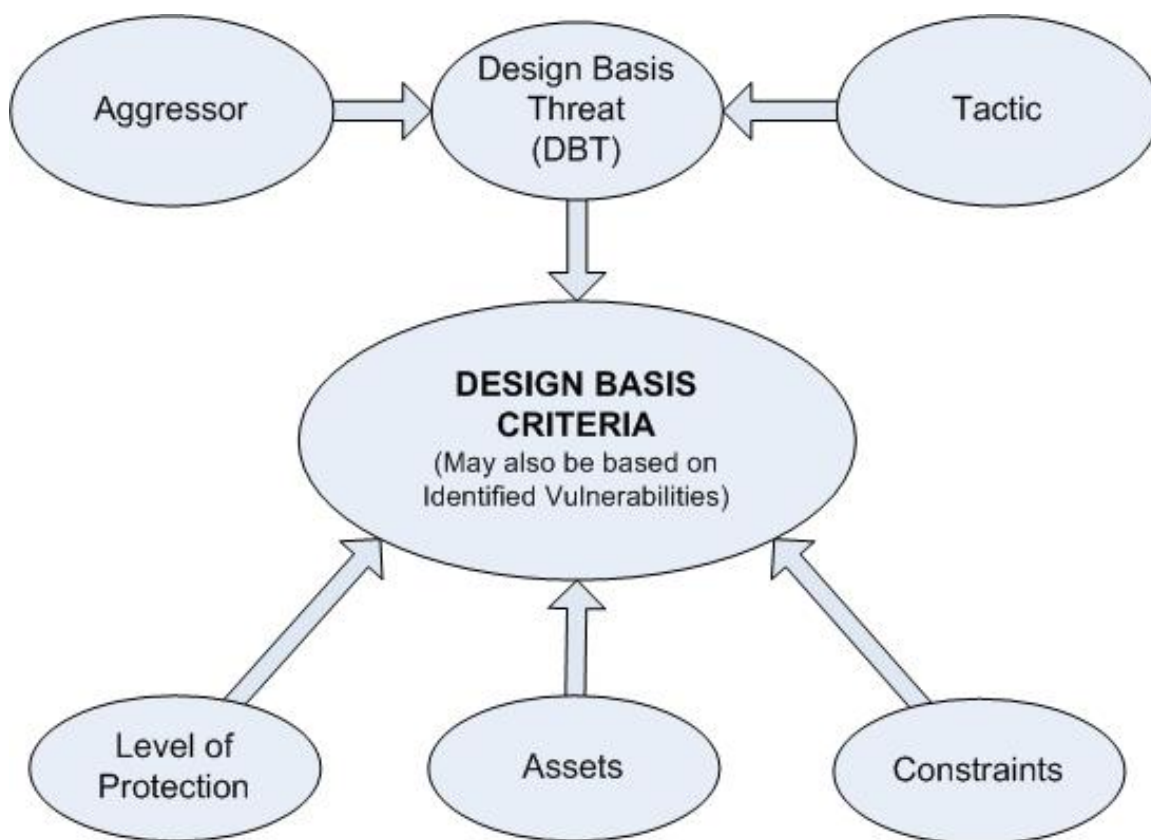 Aggressor
Design Basis
Threat
(DBT)
Tactic
DESIGN BASIS
CRITERIA
(May also be based on
Identified Vulnerabilities)
Level of
Protection
Assets
Constraints